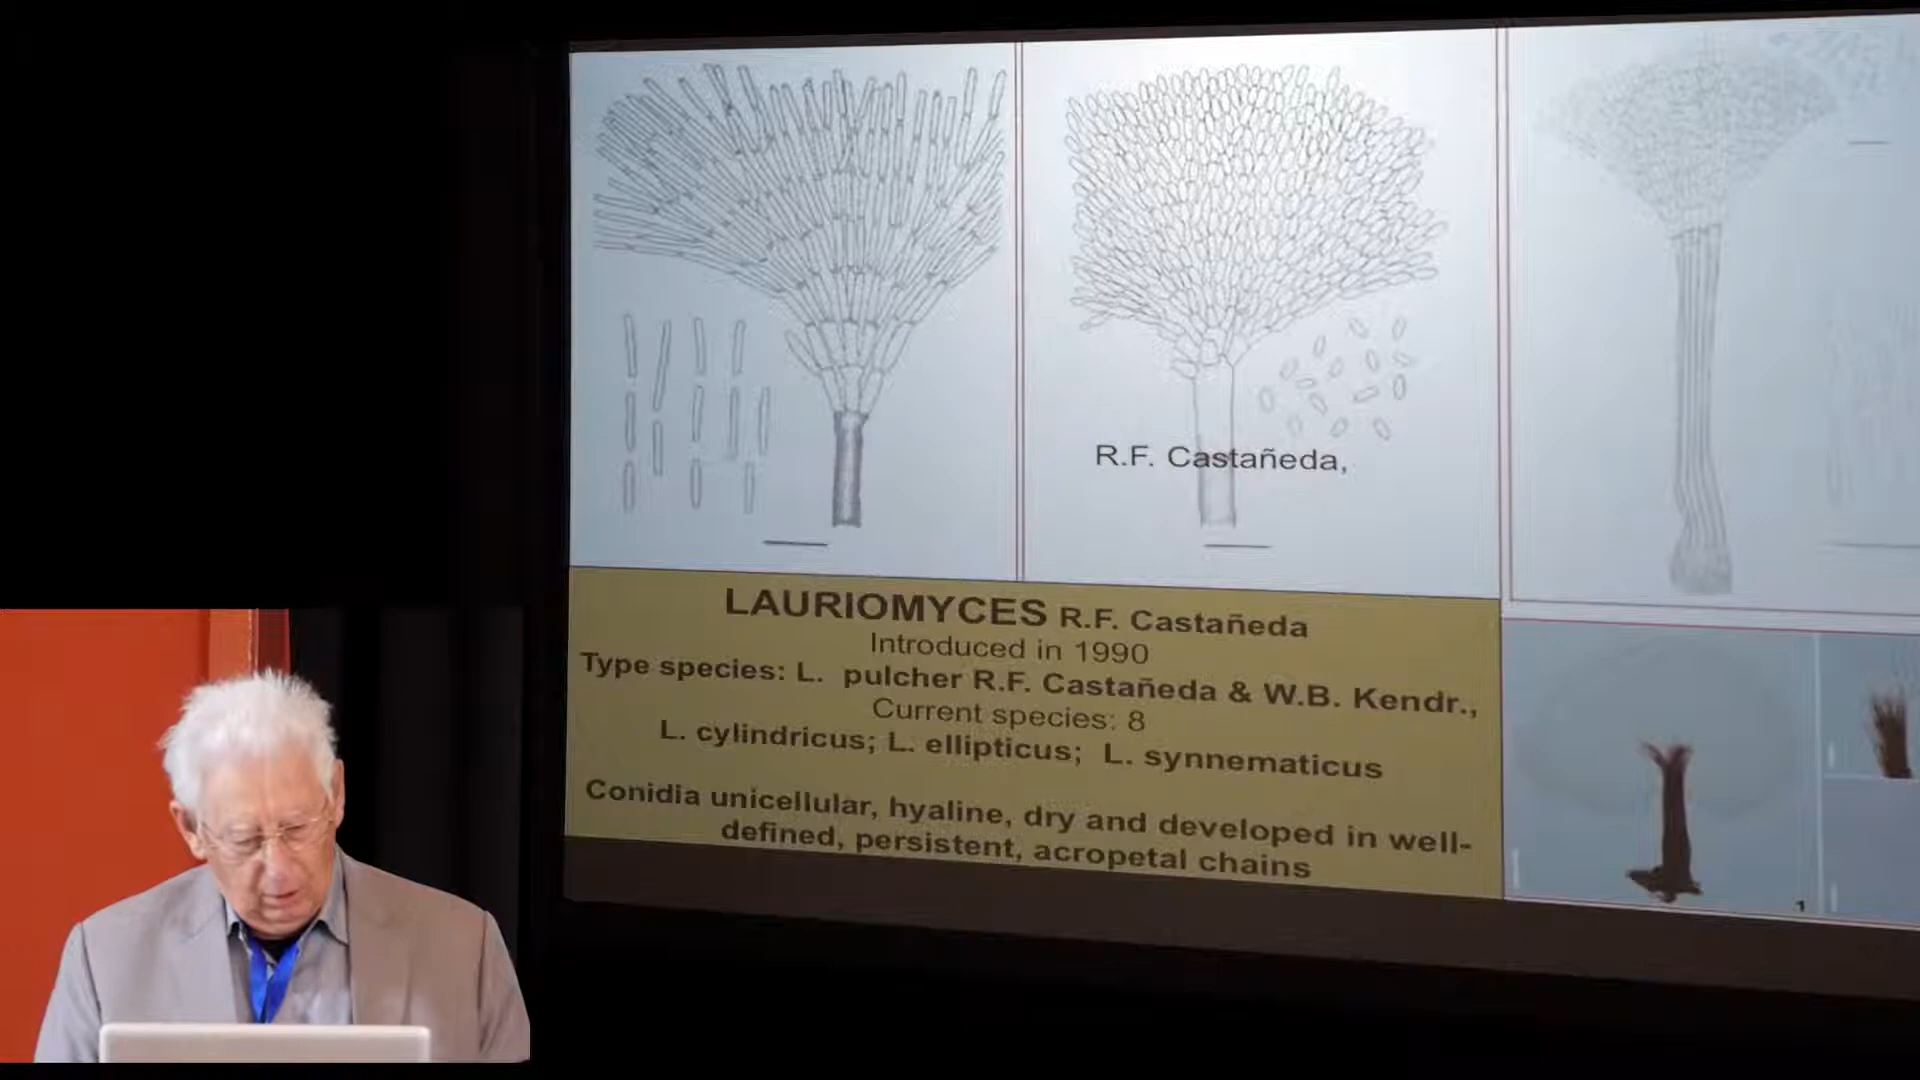 R.F. Castañeda,
LAURIOMYCES R.F. Castañeda
Introduced in 1990
Type species: L. pulcher R.F. Castañeda & W.B. Kendr.,
Current species: 8
L. cylindricus; L. ellipticus; L. synnematicus
Conidia unicellular, hyaline, dry and developed in well-
defined, persistent, acropetal chains
1